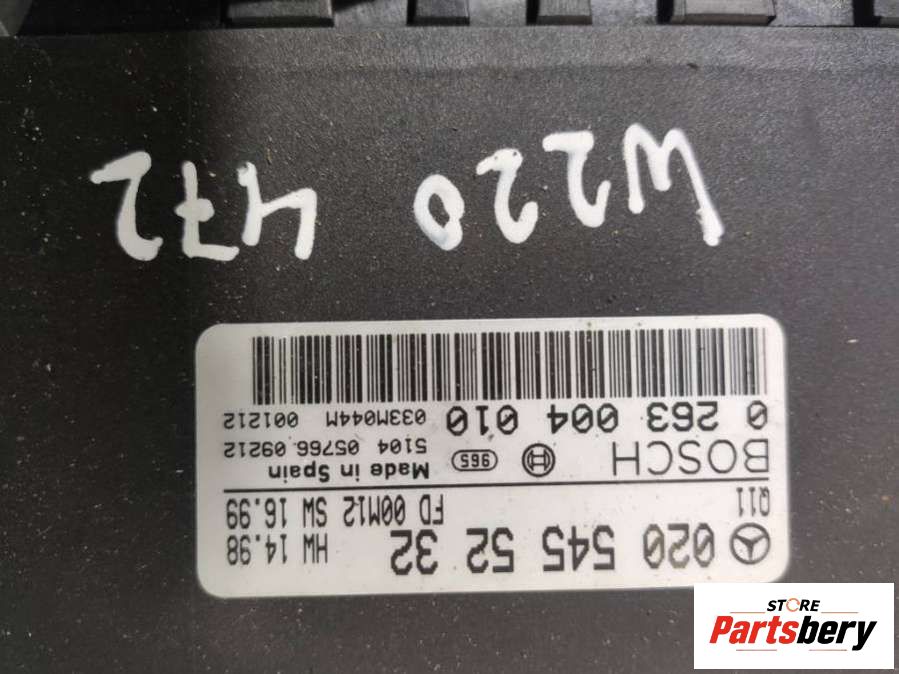 W220 472
020 545 52 32
HW 14.98
Q11
FD 00M12 SW 16.99
BOSCH
965
Made in Spain
5104 05766.09212
0 263 004 010
033M044M 001212
STORE
Partsbery